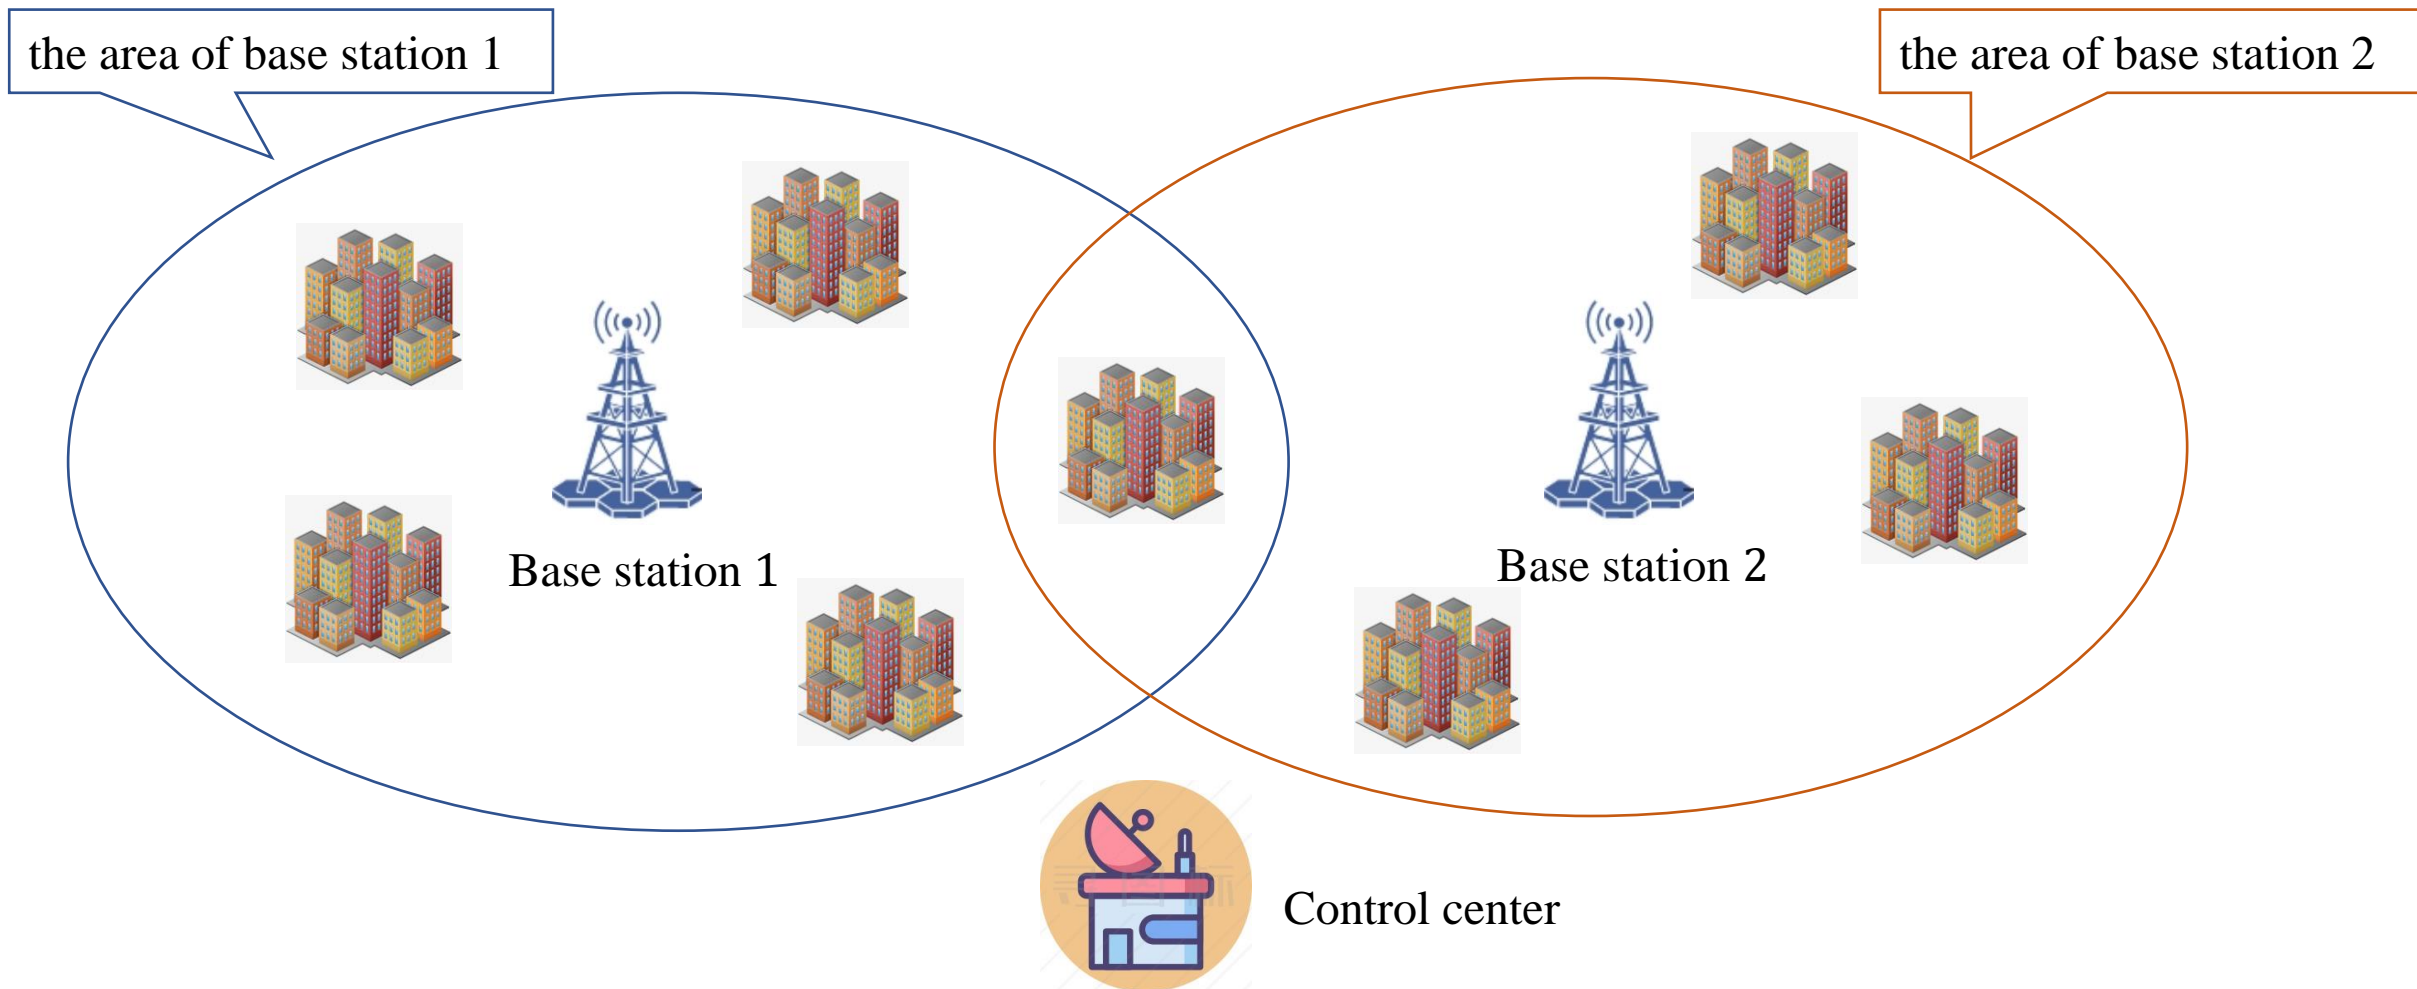 the area of base station 1
the area of base station 2
Base station 1
Base station 2
Control center